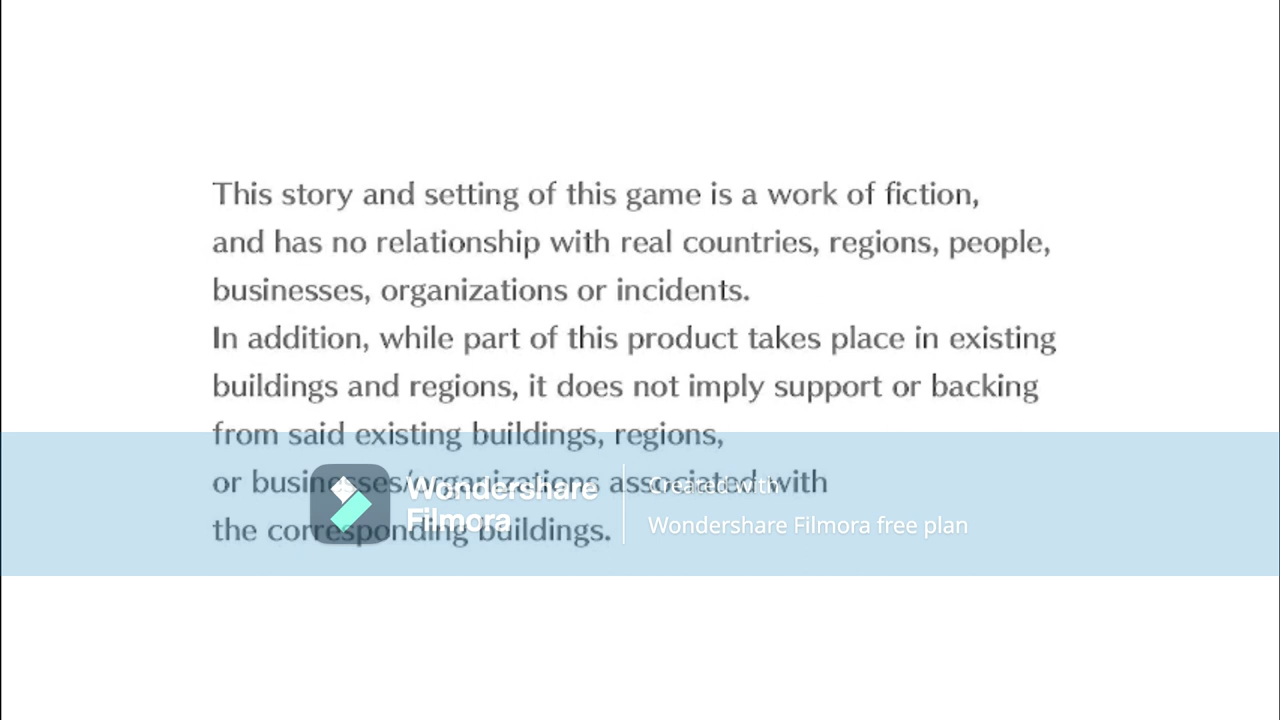 This story and setting of this game is a work of fiction,
and has no relationship with real countries, regions, people,
businesses, organizations or incidents.
In addition, while part of this product takes place in existing
buildings and regions, it does not imply support or backing
from said existing buildings, regions,
or businesses/organizations associated with
the corresponding buildings.
Wondershare
Filmora
Created with
Wondershare Filmora free plan